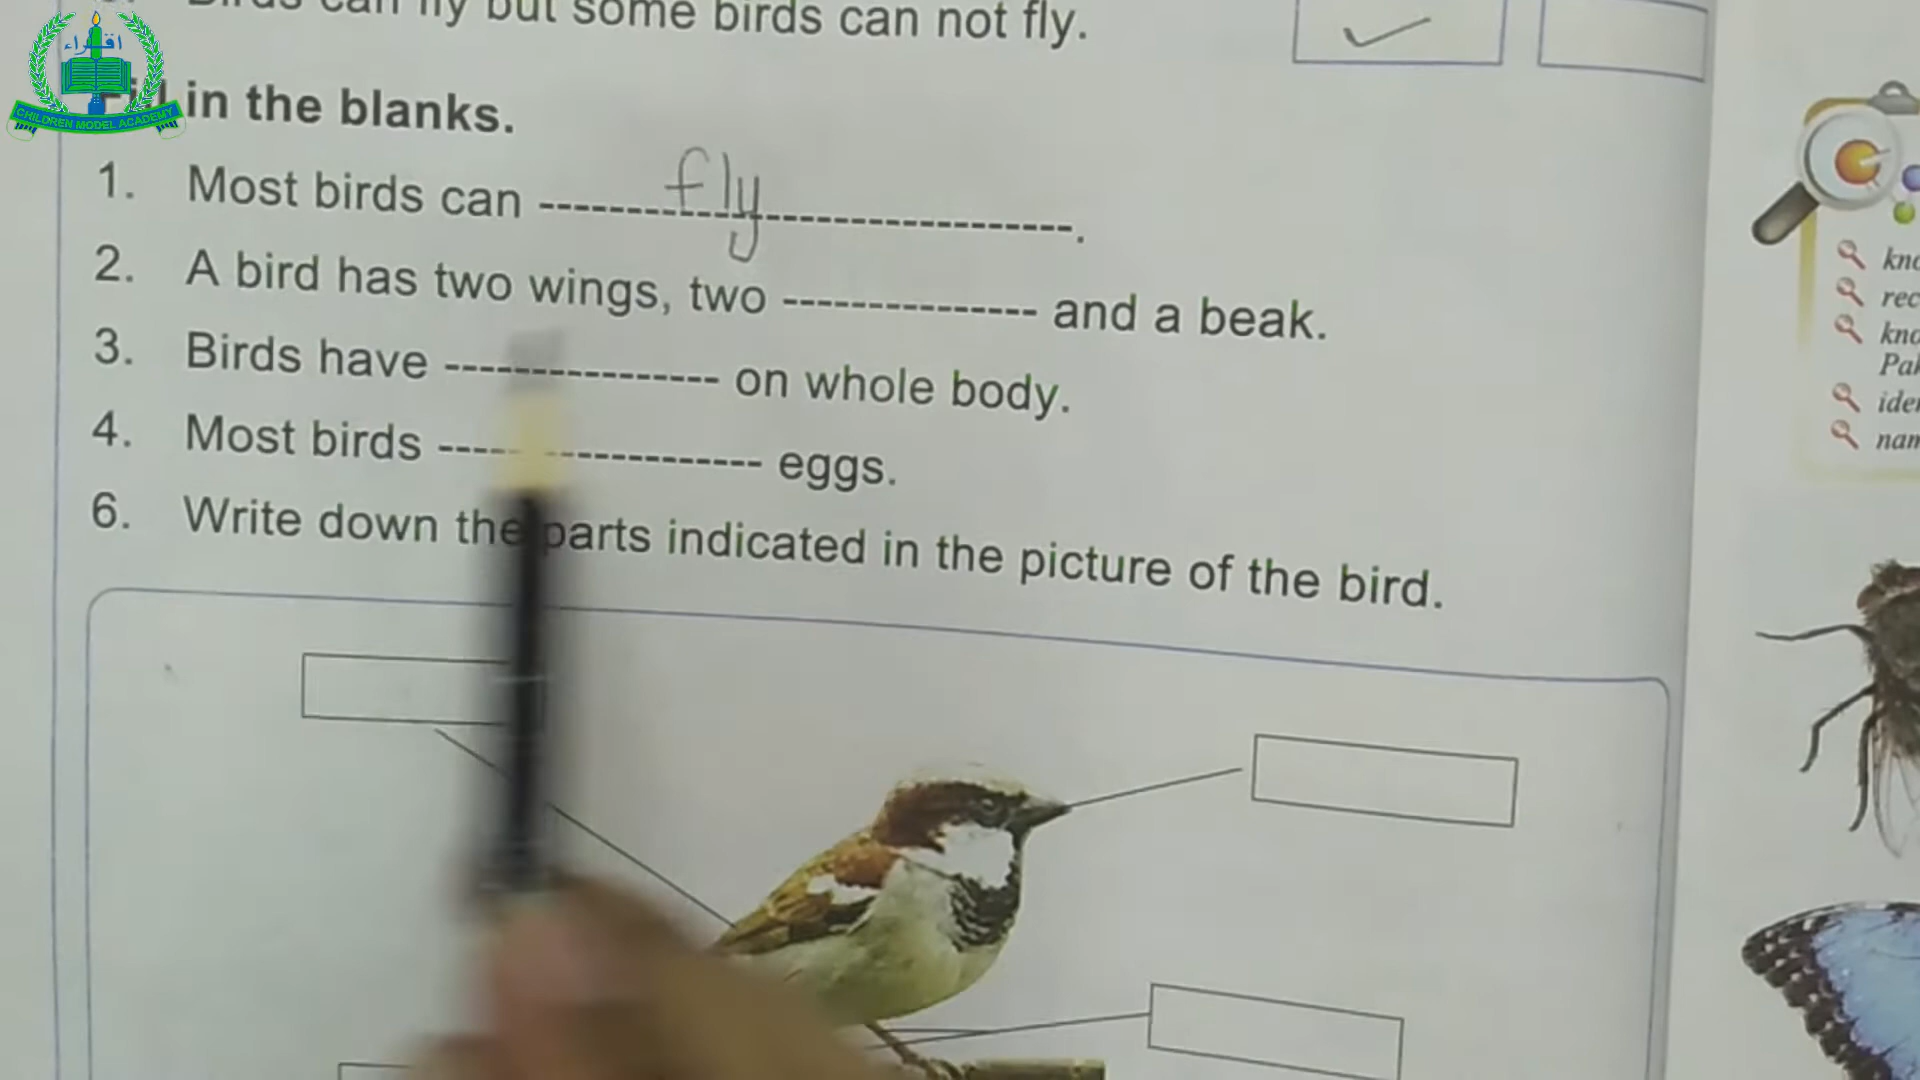 اقراء
CHILDREN MODEL ACADEMY
Birds can fly but some birds can not fly.
Fill in the blanks.
1. Most birds can ---fly---.
2. A bird has two wings, two --------------- and a beak.
3. Birds have ---------------- on whole body.
4. Most birds ------------------- eggs.
6. Write down the parts indicated in the picture of the bird.